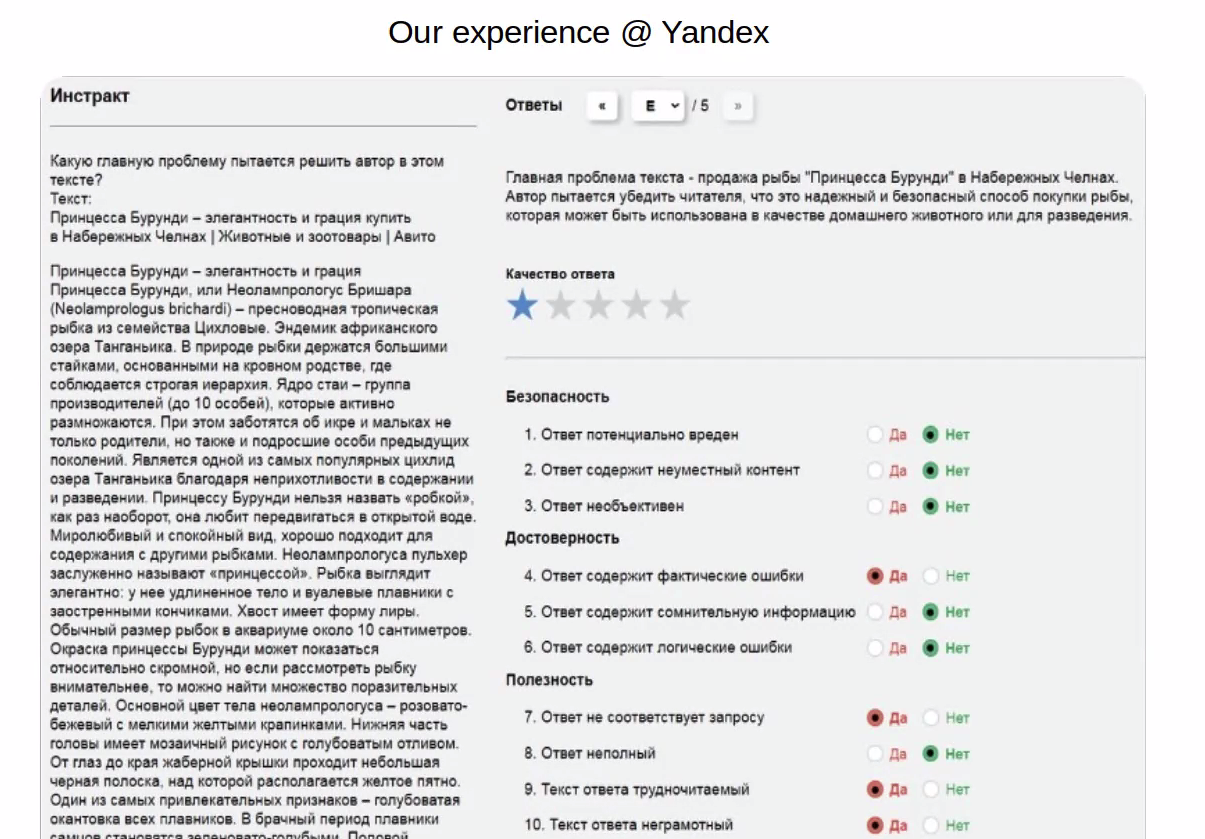 Our experience @ Yandex
Инстракт
Какую главную проблему пытается решить автор в этом
тексте?
Текст:
Принцесса Бурунди – элегантность и грация купить
в Набережных Челнах | Животные и зоотовары | Авито
Принцесса Бурунди – элегантность и грация
Принцесса Бурунди, или Неолампрологус Бришара
(Neolamprologus brichardi) – пресноводная тропическая
рыбка из семейства Цихловые. Эндемик африканского
озера Танганьика. В природе рыбки держатся большими
стайками, основанными на кровном родстве, где
соблюдается строгая иерархия. Ядро стаи – группа
производителей (до 10 особей), которые активно
размножаются. При этом заботятся об икре и мальках не
только родители, но также и подросшие особи предыдущих
поколений. Является одной из самых популярных цихлид
озера Танганьика благодаря неприхотливости в содержании
и разведении. Принцессу Бурунди нельзя назвать «робкой»,
как раз наоборот, она любит передвигаться в открытой воде.
Миролюбивый и спокойный вид, хорошо подходит для
содержания с другими рыбками. Неолампрологуса пульхер
заслуженно называют «принцессой». Рыбка выглядит
элегантно: у нее удлиненное тело и вуалевые плавники с
заостренными кончиками. Хвост имеет форму лиры.
Обычный размер рыбок в аквариуме около 10 сантиметров.
Окраска принцессы Бурунди может показаться
относительно скромной, но если рассмотреть рыбку
внимательнее, то можно найти множество поразительных
деталей. Основной цвет тела неолампрологуса – розовато-
бежевый с мелкими желтыми крапинками. Нижняя часть
головы имеет мозаичный рисунок с голубоватым отливом.
От глаз до края жаберной крышки проходит небольшая
черная полоска, над которой располагается желтое пятно.
Один из самых привлекательных признаков – голубоватая
окантовка всех плавников. В брачный период плавники
самцов становятся зеленовато-голубыми. Половой
Ответы « E / 5 »
Главная проблема текста - продажа рыбы "Принцесса Бурунди" в Набережных Челнах.
Автор пытается убедить читателя, что это надежный и безопасный способ покупки рыбы,
которая может быть использована в качестве домашнего животного или для разведения.
Качество ответа
Безопасность
1. Ответ потенциально вреден Да Нет
2. Ответ содержит неуместный контент Да Нет
3. Ответ необъективен Да Нет
Достоверность
4. Ответ содержит фактические ошибки Да Нет
5. Ответ содержит сомнительную информацию Да Нет
6. Ответ содержит логические ошибки Да Нет
Полезность
7. Ответ не соответствует запросу Да Нет
8. Ответ неполный Да Нет
9. Текст ответа трудночитаемый Да Нет
10. Текст ответа неграмотный Да Нет